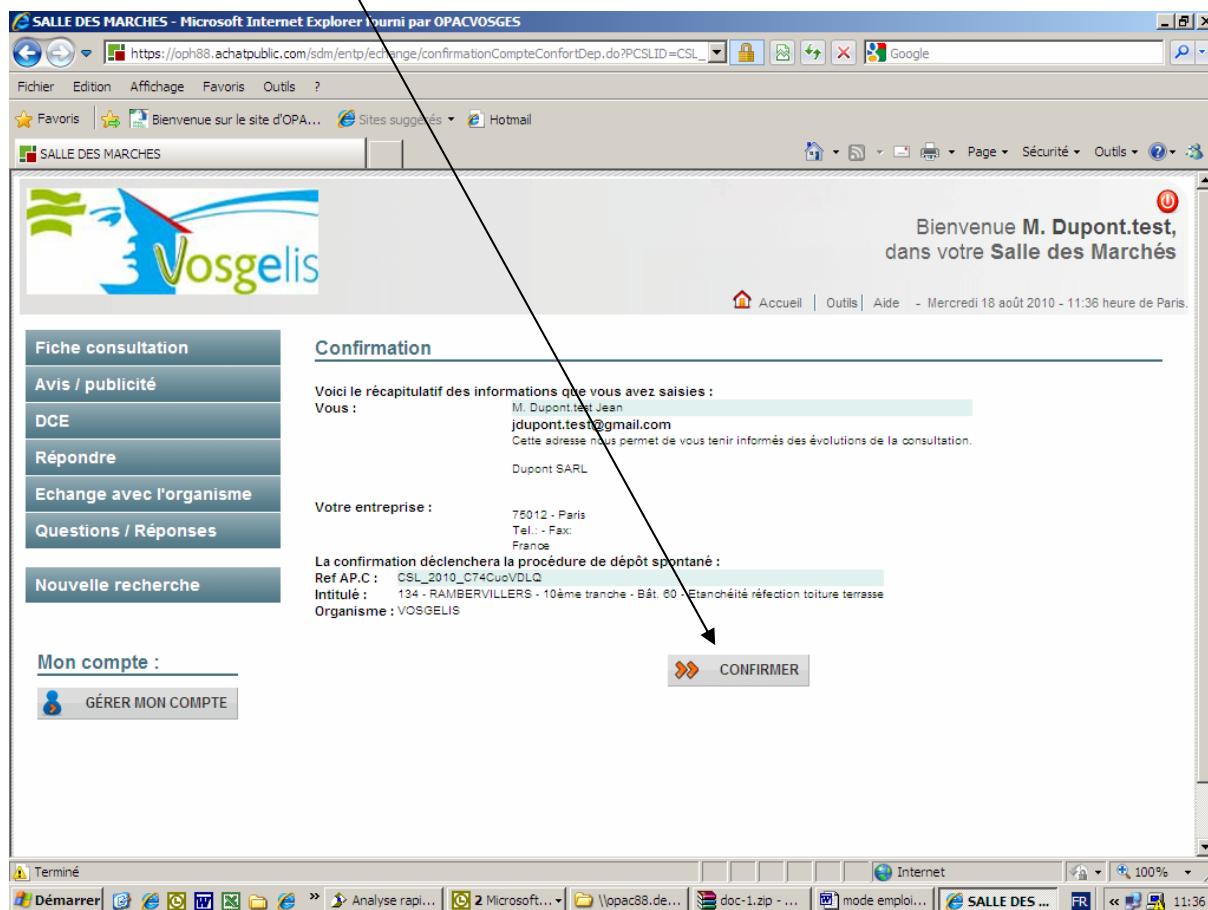 SALLE DES MARCHES - Microsoft Internet Explorer fourni par OPACVOSGES
https://oph88.achatpublic.com/sdm/entp/echange/confirmationCompteConfortDep.do?PCSLID=CSL_
Google
Fichier Edition Affichage Favoris Outils ?
Favoris Bienvenue sur le site d'OPA... Sites suggérés Hotmail
SALLE DES MARCHES
Page Sécurité Outils
Vosgelis
Bienvenue M. Dupont.test,
dans votre Salle des Marchés
Accueil | Outils | Aide - Mercredi 18 août 2010 - 11:36 heure de Paris.
Fiche consultation
Avis / publicité
DCE
Répondre
Echange avec l'organisme
Questions / Réponses
Nouvelle recherche
Mon compte :
GÉRER MON COMPTE
Confirmation
Voici le récapitulatif des informations que vous avez saisies :
Vous : M. Dupont.test Jean
jdupont.test@gmail.com
Cette adresse nous permet de vous tenir informés des évolutions de la consultation.
Dupont SARL
Votre entreprise :
75012 - Paris
Tel.: - Fax:
France
La confirmation déclenchera la procédure de dépôt spontané :
Ref AP.C : CSL_2010_C74CuoVDLQ
Intitulé : 134 - RAMBERVILLERS - 10ème tranche - Bât. 60 - Etanchéité réfection toiture terrasse
Organisme : VOSGELIS
CONFIRMER
Terminé Internet 100%
Démarrer » Analyse rapi... 2 Microsoft... \\opac88.de... doc-1.zip - ... mode emploi... SALLE DES ... FR « 11:36